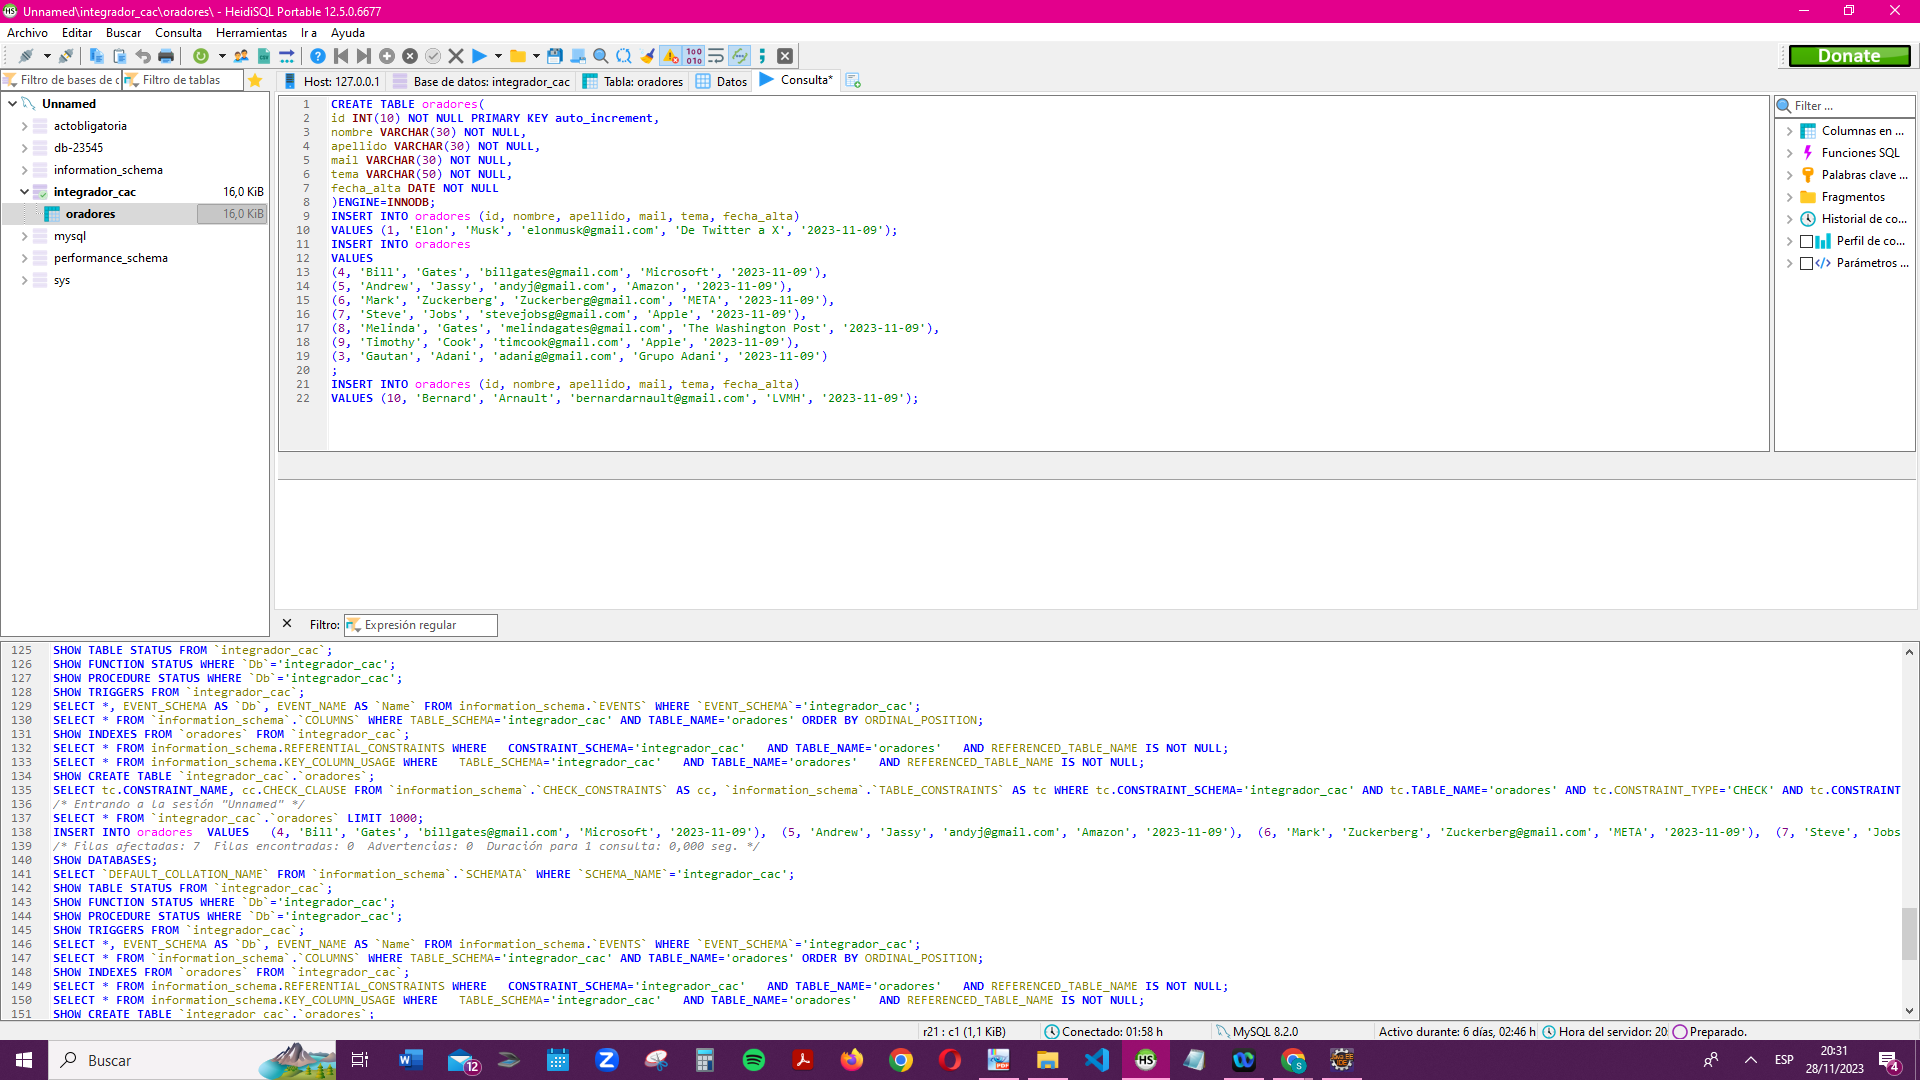 Unnamed\integrador_cac\oradores\ - HeidiSQL Portable 12.5.0.6677
Archivo Editar Buscar Consulta Herramientas Ir a Ayuda
Donate
Filtro de bases de d Filtro de tablas
Host: 127.0.0.1 Base de datos: integrador_cac Tabla: oradores Datos Consulta*
Unnamed
actobligatoria
db-23545
information_schema
integrador_cac 16,0 KiB
oradores 16,0 KiB
mysql
performance_schema
sys
1 CREATE TABLE oradores(
2 id INT(10) NOT NULL PRIMARY KEY auto_increment,
3 nombre VARCHAR(30) NOT NULL,
4 apellido VARCHAR(30) NOT NULL,
5 mail VARCHAR(30) NOT NULL,
6 tema VARCHAR(50) NOT NULL,
7 fecha_alta DATE NOT NULL
8 )ENGINE=INNODB;
9 INSERT INTO oradores (id, nombre, apellido, mail, tema, fecha_alta)
10 VALUES (1, 'Elon', 'Musk', 'elonmusk@gmail.com', 'De Twitter a X', '2023-11-09');
11 INSERT INTO oradores
12 VALUES
13 (4, 'Bill', 'Gates', 'billgates@gmail.com', 'Microsoft', '2023-11-09'),
14 (5, 'Andrew', 'Jassy', 'andyj@gmail.com', 'Amazon', '2023-11-09'),
15 (6, 'Mark', 'Zuckerberg', 'Zuckerberg@gmail.com', 'META', '2023-11-09'),
16 (7, 'Steve', 'Jobs', 'stevejobsg@gmail.com', 'Apple', '2023-11-09'),
17 (8, 'Melinda', 'Gates', 'melindagates@gmail.com', 'The Washington Post', '2023-11-09'),
18 (9, 'Timothy', 'Cook', 'timcook@gmail.com', 'Apple', '2023-11-09'),
19 (3, 'Gautan', 'Adani', 'adanig@gmail.com', 'Grupo Adani', '2023-11-09')
20 ;
21 INSERT INTO oradores (id, nombre, apellido, mail, tema, fecha_alta)
22 VALUES (10, 'Bernard', 'Arnault', 'bernardarnault@gmail.com', 'LVMH', '2023-11-09');
Filter ...
Columnas en ...
Funciones SQL
Palabras clave ...
Fragmentos
Historial de co...
Perfil de co...
Parámetros ...
Filtro: Expresión regular
125 SHOW TABLE STATUS FROM `integrador_cac`;
126 SHOW FUNCTION STATUS WHERE `Db`='integrador_cac';
127 SHOW PROCEDURE STATUS WHERE `Db`='integrador_cac';
128 SHOW TRIGGERS FROM `integrador_cac`;
129 SELECT *, EVENT_SCHEMA AS `Db`, EVENT_NAME AS `Name` FROM information_schema.`EVENTS` WHERE `EVENT_SCHEMA`='integrador_cac';
130 SELECT * FROM `information_schema`.`COLUMNS` WHERE TABLE_SCHEMA='integrador_cac' AND TABLE_NAME='oradores' ORDER BY ORDINAL_POSITION;
131 SHOW INDEXES FROM `oradores` FROM `integrador_cac`;
132 SELECT * FROM information_schema.REFERENTIAL_CONSTRAINTS WHERE CONSTRAINT_SCHEMA='integrador_cac' AND TABLE_NAME='oradores' AND REFERENCED_TABLE_NAME IS NOT NULL;
133 SELECT * FROM information_schema.KEY_COLUMN_USAGE WHERE TABLE_SCHEMA='integrador_cac' AND TABLE_NAME='oradores' AND REFERENCED_TABLE_NAME IS NOT NULL;
134 SHOW CREATE TABLE `integrador_cac`.`oradores`;
135 SELECT tc.CONSTRAINT_NAME, cc.CHECK_CLAUSE FROM `information_schema`.`CHECK_CONSTRAINTS` AS cc, `information_schema`.`TABLE_CONSTRAINTS` AS tc WHERE tc.CONSTRAINT_SCHEMA='integrador_cac' AND tc.TABLE_NAME='oradores' AND tc.CONSTRAINT_TYPE='CHECK' AND tc.CONSTRAINT
136 /* Entrando a la sesión "Unnamed" */
137 SELECT * FROM `integrador_cac`.`oradores` LIMIT 1000;
138 INSERT INTO oradores VALUES (4, 'Bill', 'Gates', 'billgates@gmail.com', 'Microsoft', '2023-11-09'), (5, 'Andrew', 'Jassy', 'andyj@gmail.com', 'Amazon', '2023-11-09'), (6, 'Mark', 'Zuckerberg', 'Zuckerberg@gmail.com', 'META', '2023-11-09'), (7, 'Steve', 'Jobs
139 /* Filas afectadas: 7 Filas encontradas: 0 Advertencias: 0 Duración para 1 consulta: 0,000 seg. */
140 SHOW DATABASES;
141 SELECT `DEFAULT_COLLATION_NAME` FROM `information_schema`.`SCHEMATA` WHERE `SCHEMA_NAME`='integrador_cac';
142 SHOW TABLE STATUS FROM `integrador_cac`;
143 SHOW FUNCTION STATUS WHERE `Db`='integrador_cac';
144 SHOW PROCEDURE STATUS WHERE `Db`='integrador_cac';
145 SHOW TRIGGERS FROM `integrador_cac`;
146 SELECT *, EVENT_SCHEMA AS `Db`, EVENT_NAME AS `Name` FROM information_schema.`EVENTS` WHERE `EVENT_SCHEMA`='integrador_cac';
147 SELECT * FROM `information_schema`.`COLUMNS` WHERE TABLE_SCHEMA='integrador_cac' AND TABLE_NAME='oradores' ORDER BY ORDINAL_POSITION;
148 SHOW INDEXES FROM `oradores` FROM `integrador_cac`;
149 SELECT * FROM information_schema.REFERENTIAL_CONSTRAINTS WHERE CONSTRAINT_SCHEMA='integrador_cac' AND TABLE_NAME='oradores' AND REFERENCED_TABLE_NAME IS NOT NULL;
150 SELECT * FROM information_schema.KEY_COLUMN_USAGE WHERE TABLE_SCHEMA='integrador_cac' AND TABLE_NAME='oradores' AND REFERENCED_TABLE_NAME IS NOT NULL;
151 SHOW CREATE TABLE `integrador_cac`.`oradores`;
r21 : c1 (1,1 KiB) Conectado: 01:58 h MySQL 8.2.0 Activo durante: 6 días, 02:46 h Hora del servidor: 20 Preparado.
Buscar 12 ESP 20:31
28/11/2023 4